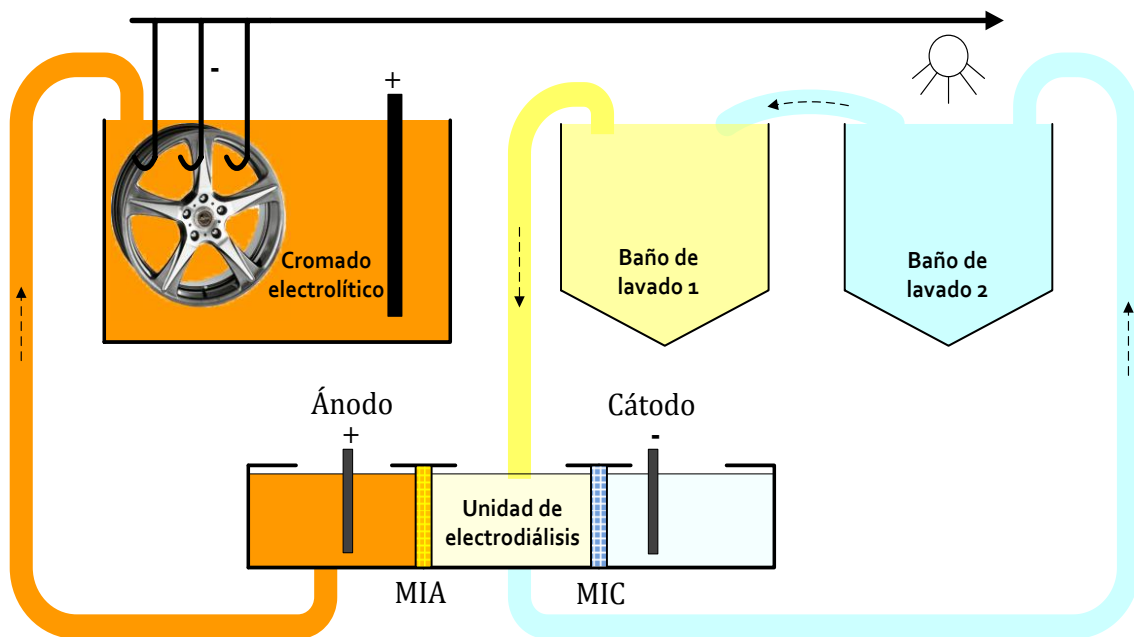 -
+
Cromado
electrolítico
Baño de
lavado 1
Baño de
lavado 2
Ánodo
+
Cátodo
-
Unidad de
electrodiálisis
MIA
MIC